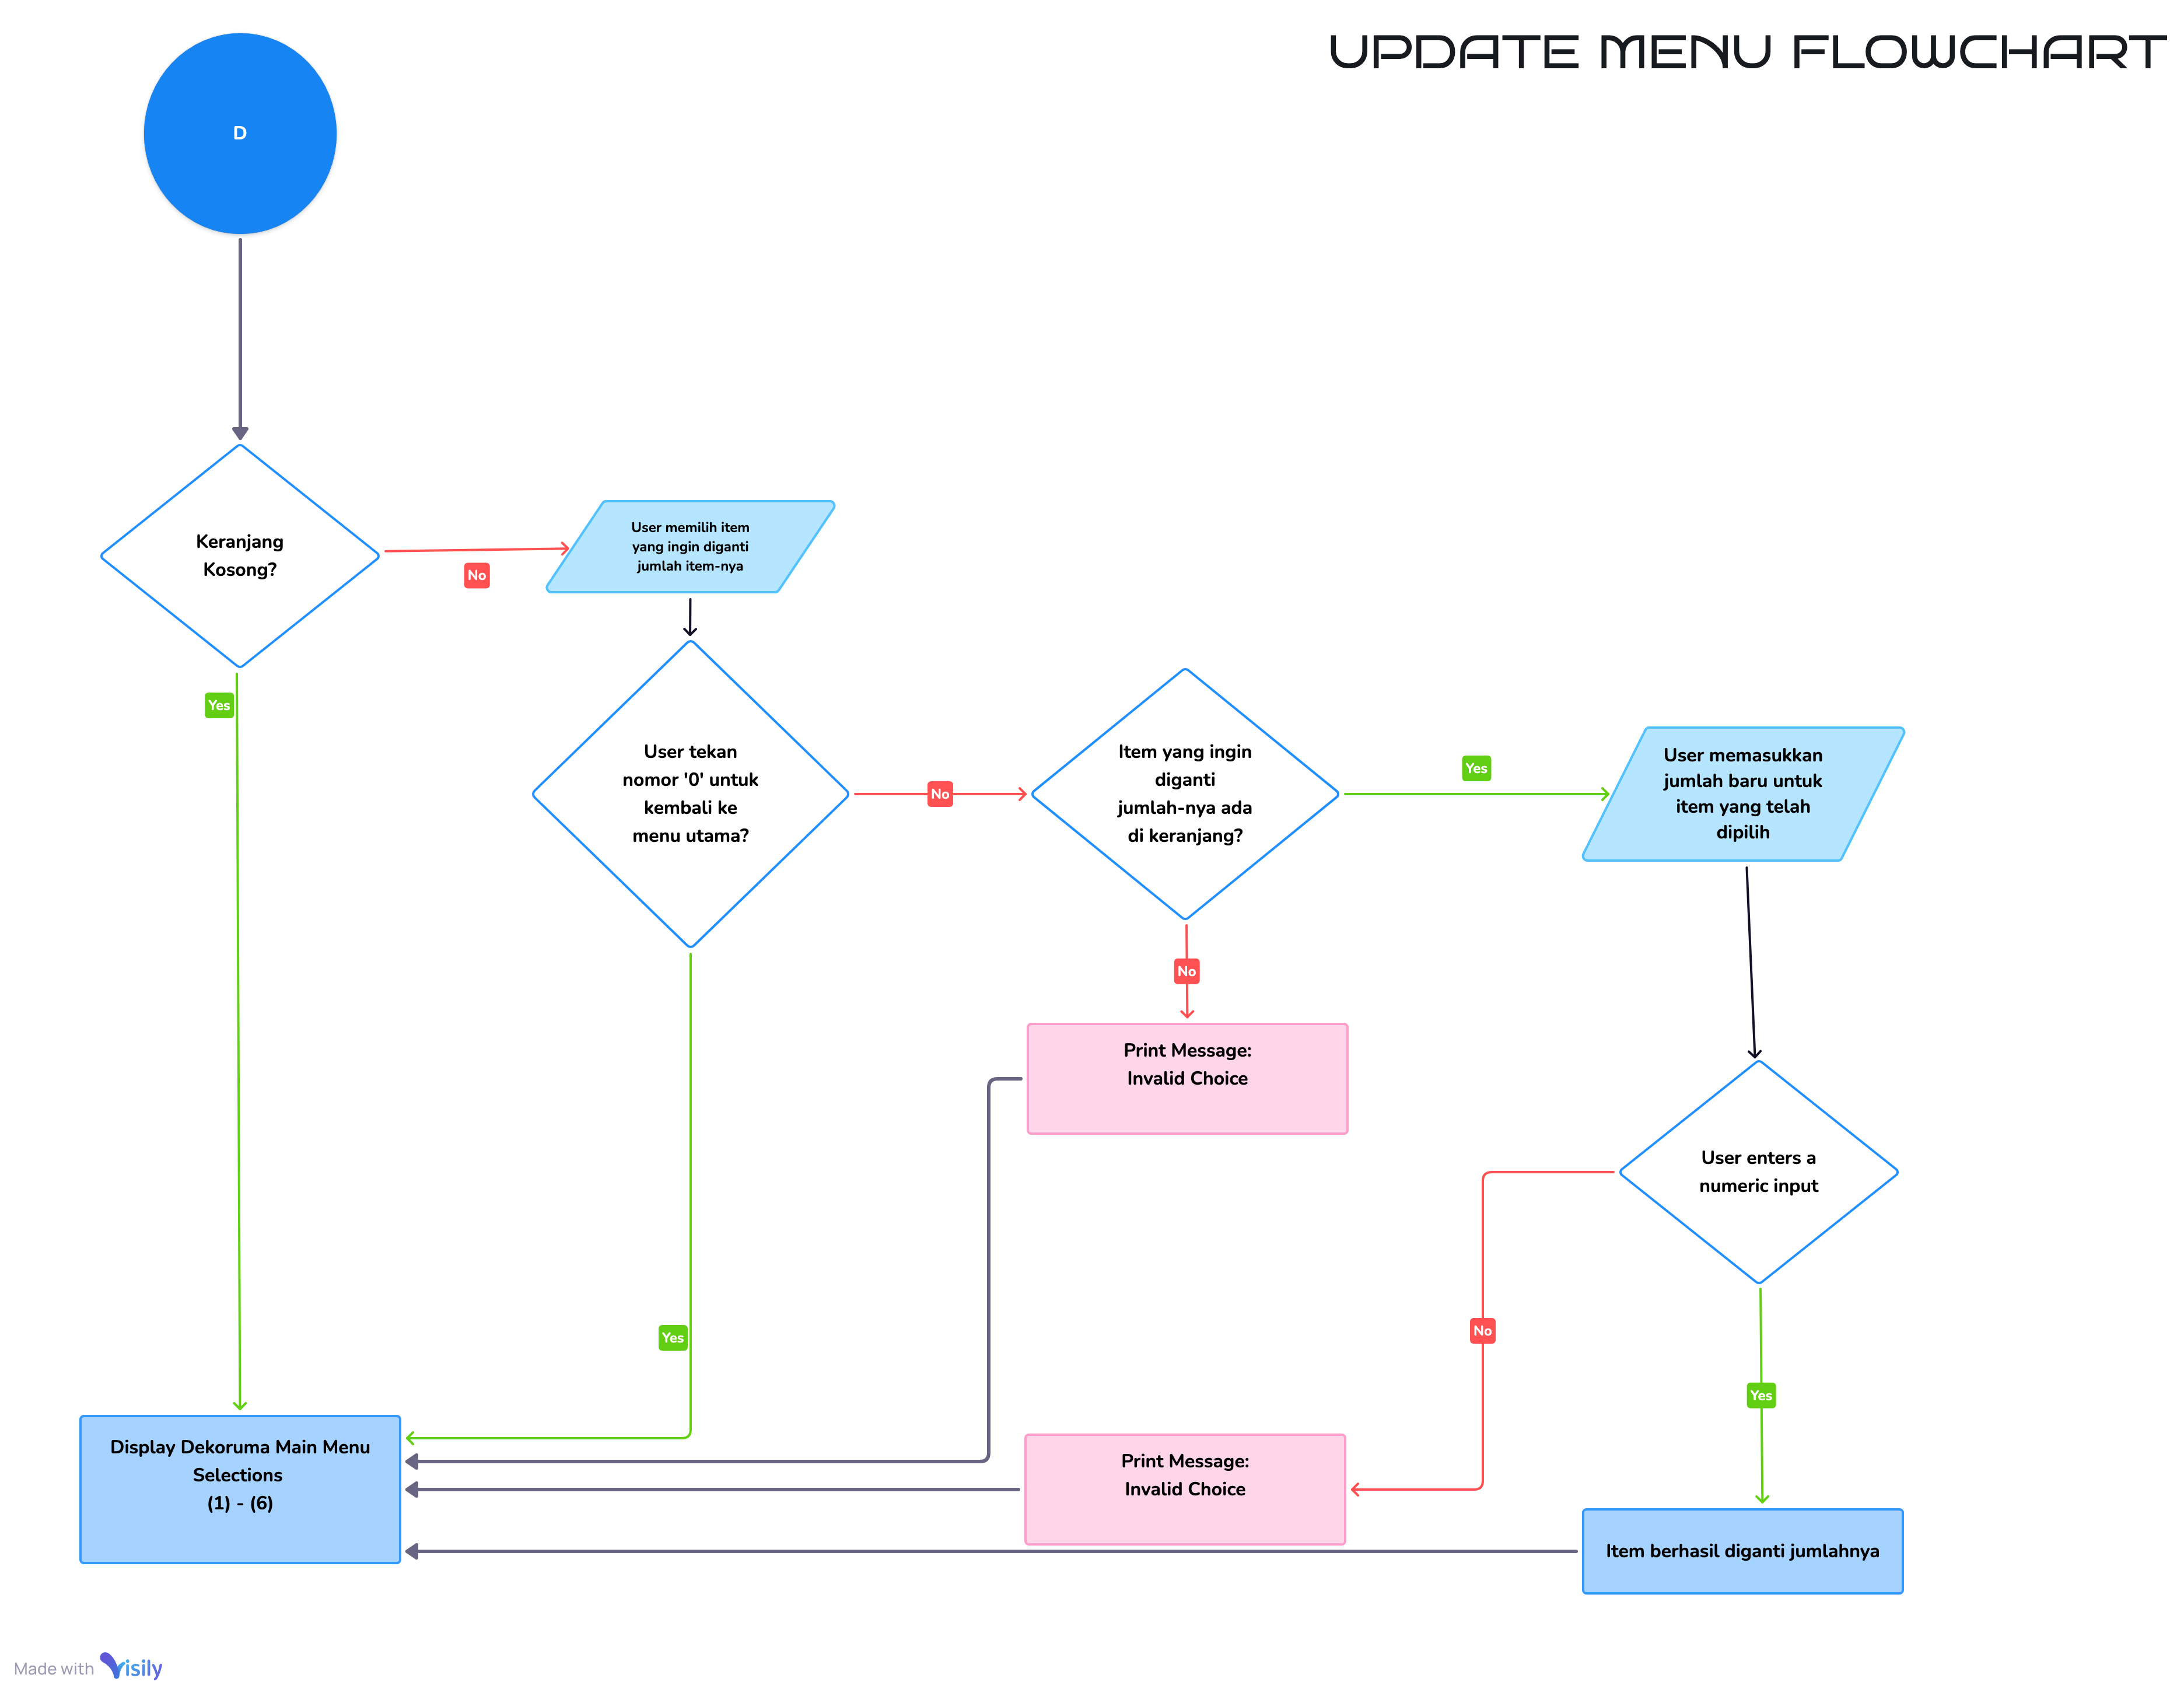 UPDATE MENU FLOWCHART
D
Keranjang
Kosong?
No
User memilih item
yang ingin diganti
jumlah item-nya
Yes
User tekan
nomor '0' untuk
kembali ke
menu utama?
No
Item yang ingin
diganti
jumlah-nya ada
di keranjang?
Yes
User memasukkan
jumlah baru untuk
item yang telah
dipilih
No
Print Message:
Invalid Choice
User enters a
numeric input
No
Yes
Yes
Display Dekoruma Main Menu
Selections
(1) - (6)
Print Message:
Invalid Choice
Item berhasil diganti jumlahnya
Made with Visily